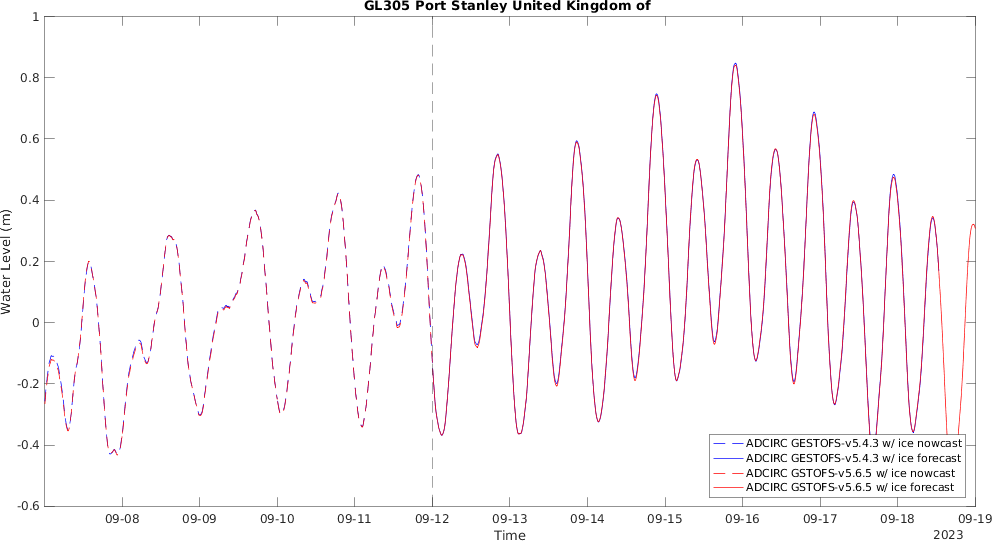 GL305 Port Stanley United Kingdom of
1
0.8
0.6
0.4
0.2
0
-0.2
-0.4
-0.6
Water Level (m)
ADCIRC GESTOFS-v5.4.3 w/ ice nowcast
ADCIRC GESTOFS-v5.4.3 w/ ice forecast
ADCIRC GSTOFS-v5.6.5 w/ ice nowcast
ADCIRC GSTOFS-v5.6.5 w/ ice forecast
09-08 09-09 09-10 09-11 09-12 09-13 09-14 09-15 09-16 09-17 09-18 09-19
Time
2023